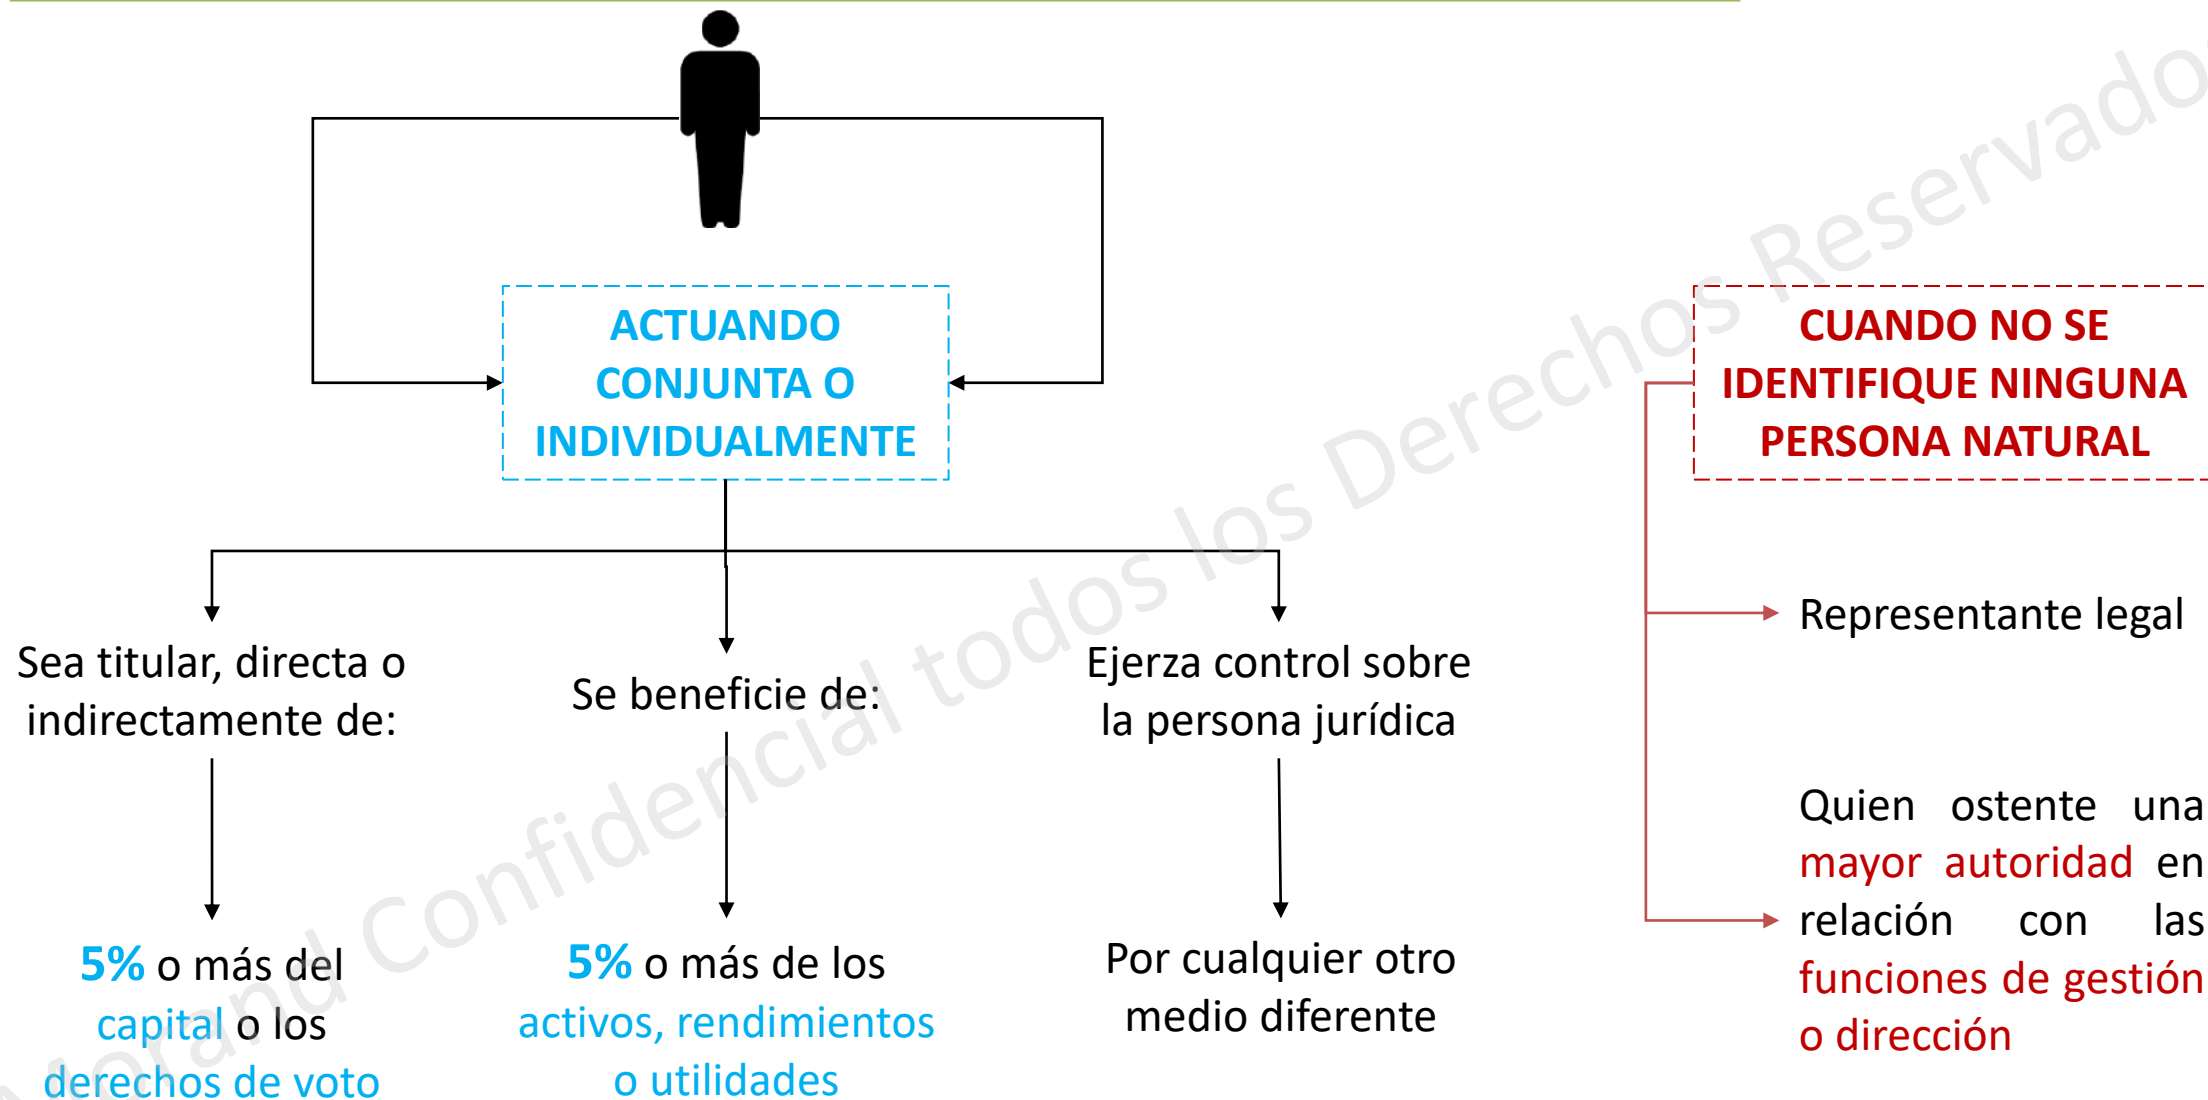 ACTUANDO
CONJUNTA O
INDIVIDUALMENTE
Sea titular, directa o
indirectamente de:
5% o más del
capital o los
derechos de voto
Se beneficie de:
5% o más de los
activos, rendimientos
o utilidades
Ejerza control sobre
la persona jurídica
Por cualquier otro
medio diferente
CUANDO NO SE
IDENTIFIQUE NINGUNA
PERSONA NATURAL
Representante legal
Quien ostente una
mayor autoridad en
relación con las
funciones de gestión
o dirección
Morand Confidencial todos los Derechos Reservados